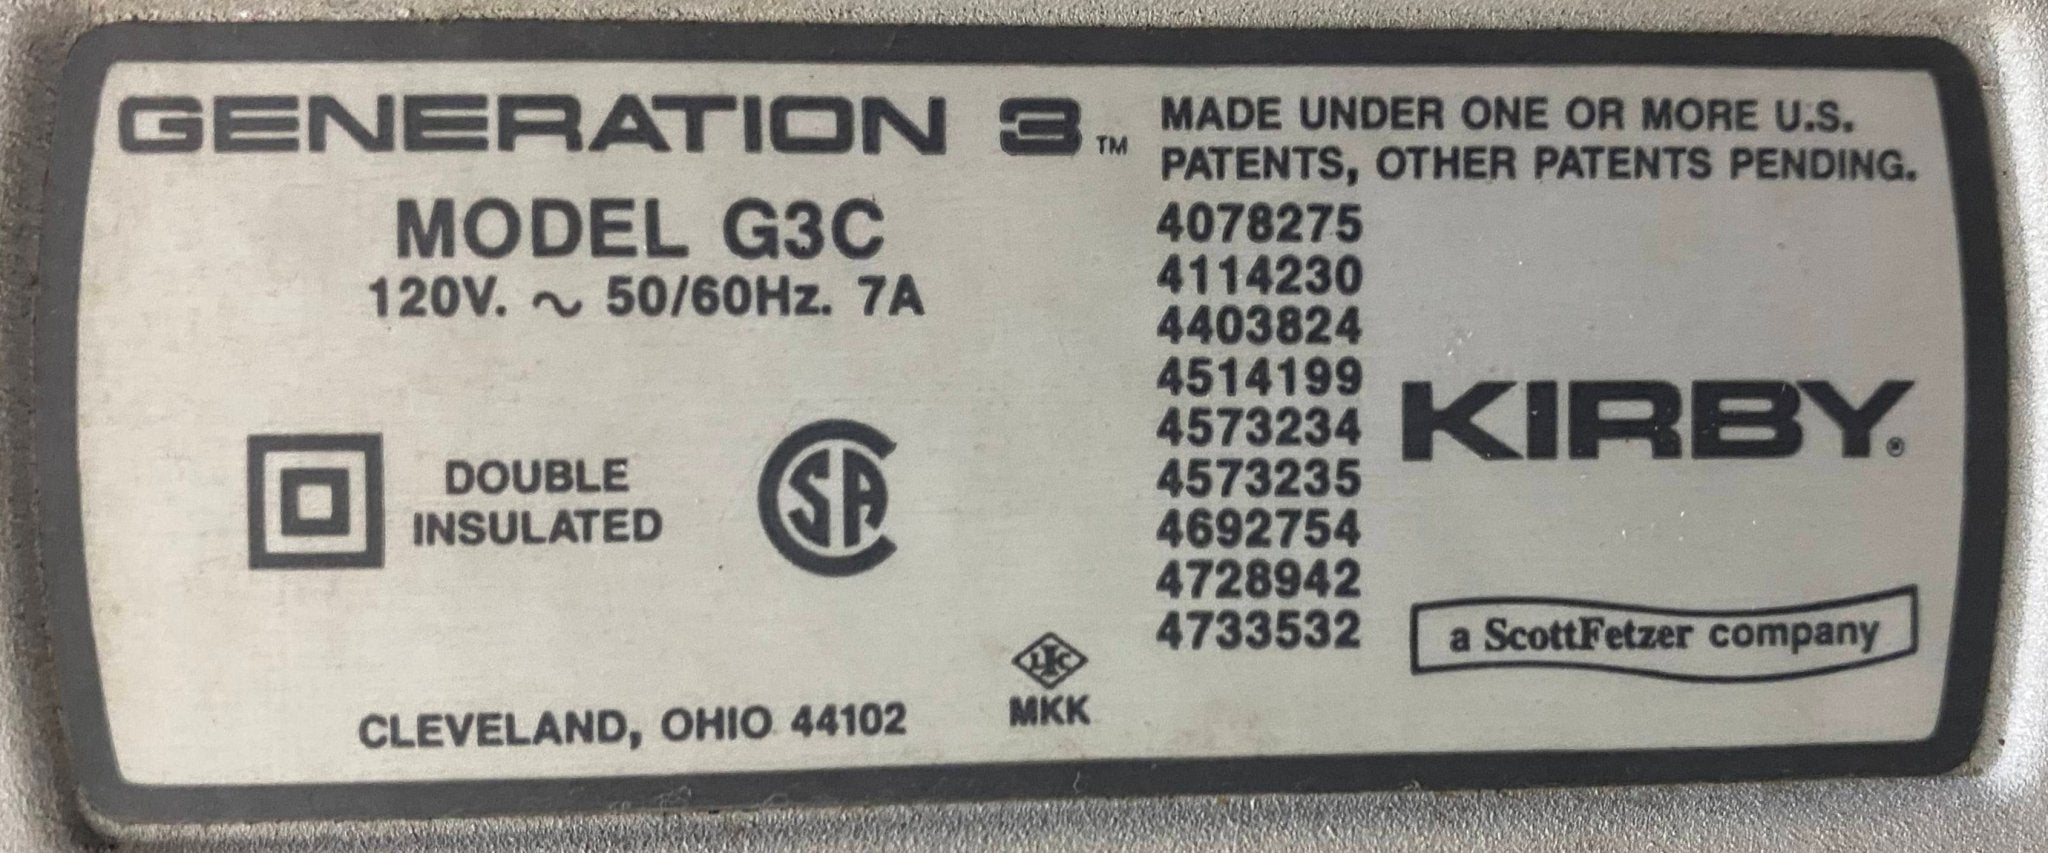 GENERATION 3™
MODEL G3C
120V. ~ 50/60Hz. 7A
DOUBLE
INSULATED
CSA
CLEVELAND, OHIO 44102
MKK
MADE UNDER ONE OR MORE U.S.
PATENTS, OTHER PATENTS PENDING.
4078275
4114230
4403824
4514199
4573234
4573235
4692754
4728942
4733532
KIRBY®
a ScottFetzer company